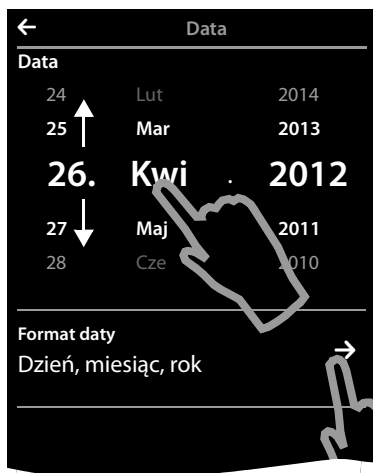 Data
Data
24 Lut 2014
25 Mar 2013
26. Kwi . 2012
27 Maj 2011
28 Cze 2010
Format daty
Dzień, miesiąc, rok